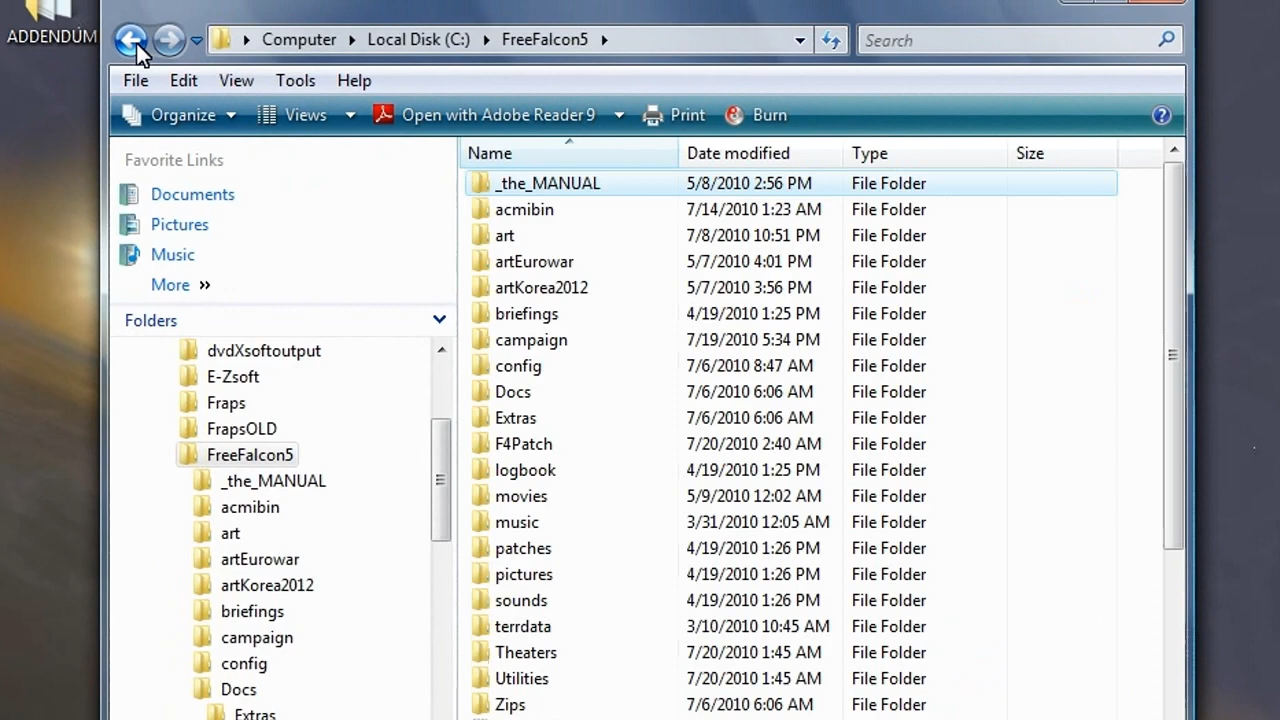 ADDENDUM
Computer Local Disk (C:) FreeFalcon5 Search
File Edit View Tools Help
Organize Views Open with Adobe Reader 9 Print Burn
Favorite Links
Documents
Pictures
Music
More »
Folders
dvdXsoftoutput
E-Zsoft
Fraps
FrapsOLD
FreeFalcon5
_the_MANUAL
acmibin
art
artEurowar
artKorea2012
briefings
campaign
config
Docs
Extras
Name Date modified Type Size
_the_MANUAL 5/8/2010 2:56 PM File Folder
acmibin 7/14/2010 1:23 AM File Folder
art 7/8/2010 10:51 PM File Folder
artEurowar 5/7/2010 4:01 PM File Folder
artKorea2012 5/7/2010 3:56 PM File Folder
briefings 4/19/2010 1:25 PM File Folder
campaign 7/19/2010 5:34 PM File Folder
config 7/6/2010 8:47 AM File Folder
Docs 7/6/2010 6:06 AM File Folder
Extras 7/6/2010 6:06 AM File Folder
F4Patch 7/20/2010 2:40 AM File Folder
logbook 4/19/2010 1:25 PM File Folder
movies 5/9/2010 12:02 AM File Folder
music 3/31/2010 12:05 AM File Folder
patches 4/19/2010 1:26 PM File Folder
pictures 4/19/2010 1:26 PM File Folder
sounds 4/19/2010 1:26 PM File Folder
terrdata 3/10/2010 10:45 AM File Folder
Theaters 7/20/2010 1:45 AM File Folder
Utilities 7/20/2010 1:45 AM File Folder
Zips 7/6/2010 6:06 AM File Folder